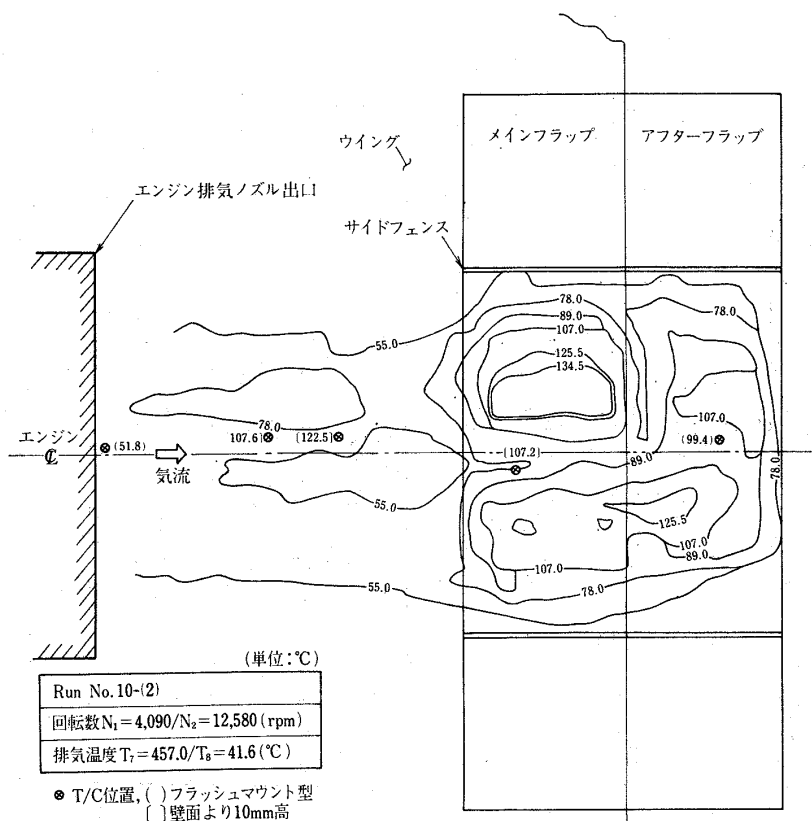 ウイング
メインフラップ
アフターフラップ
エンジン排気ノズル出口
サイドフェンス
78.0
89.0
107.0
78.0
55.0
125.5
134.5
78.0
107.6)
[122.5]
107.0
エンジン
℄
(51.8)
気流
(107.2)
(99.4)
89.0
78.0
55.0
125.5
107.0
107.0
89.0
55.0
78.0
78.0
(単位:℃)
Run No.10-(2)
回転数N₁=4,090/N₂=12,580(rpm)
排気温度T₇=457.0/T₈=41.6(℃)
⊗ T/C位置,( )フラッシュマウント型
[ ]壁面より10mm高